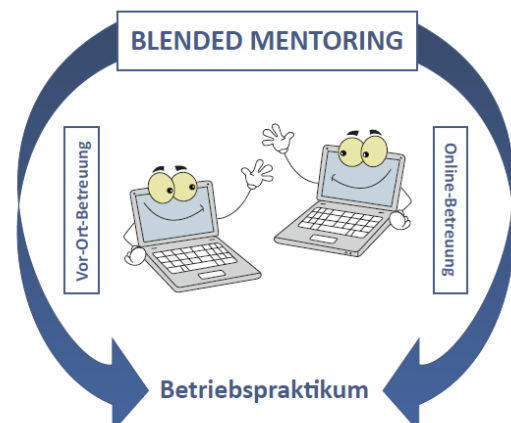 BLENDED MENTORING
Vor-Ort-Betreuung
Online-Betreuung
Betriebspraktikum